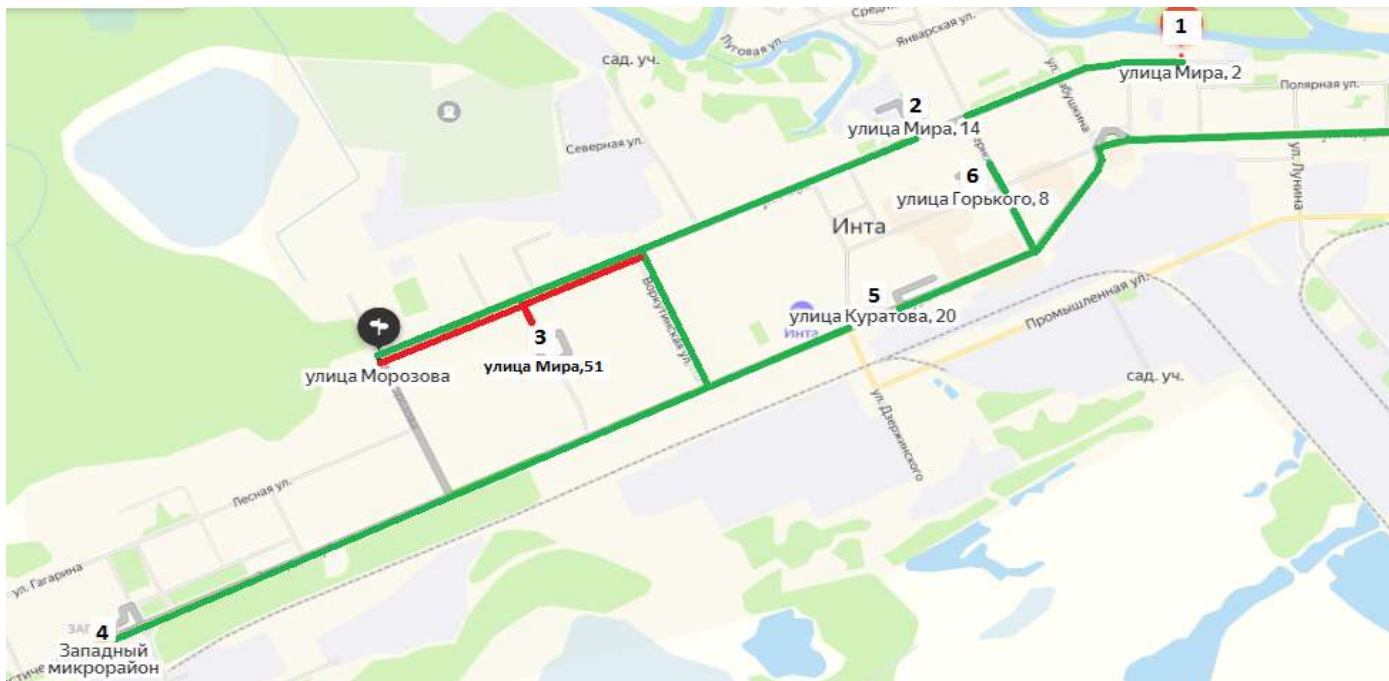 Январская ул.
1
Луговая ул.
сад. уч.
улица Мира, 2
Полярная ул.
2
улица Мира, 14
Северная ул.
6
улица Горького, 8
ул. Лунина
Инта
Воркутинская ул.
5
улица Куратова, 20
Инта
Промышленная ул.
3
улица Мира,51
улица Морозова
сад. уч.
ул. Дзержинского
Лесная ул.
ул. Гагарина
4
Западный
микрорайон